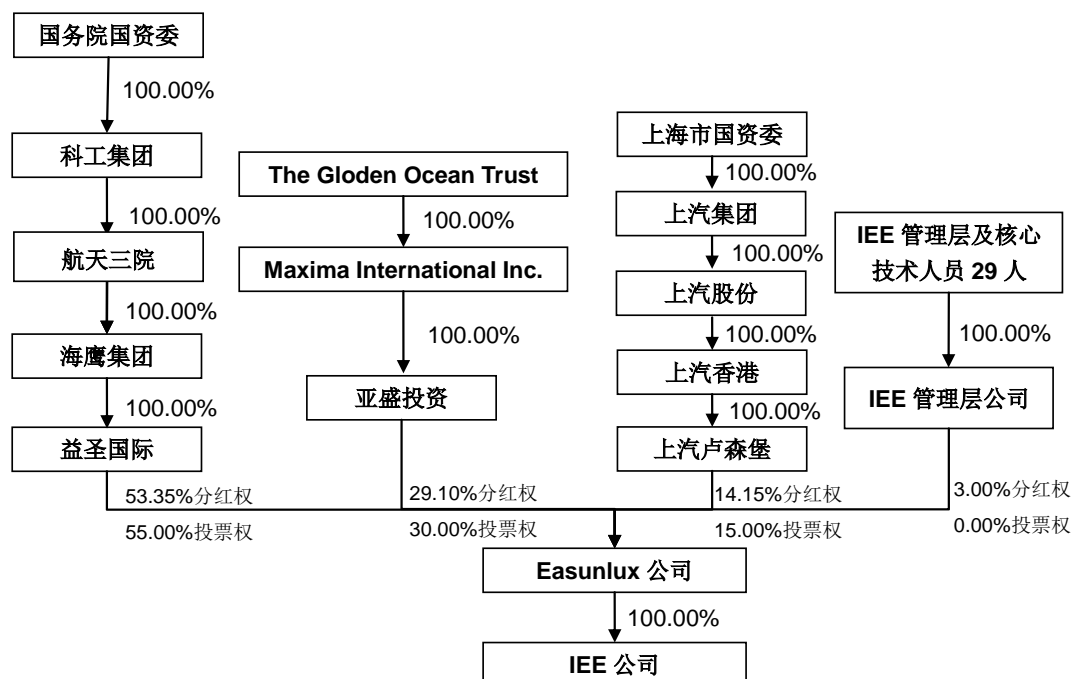 国务院国资委
100.00%
科工集团
100.00%
航天三院
100.00%
海鹰集团
100.00%
益圣国际
53.35%分红权
55.00%投票权
The Gloden Ocean Trust
100.00%
Maxima International Inc.
100.00%
亚盛投资
29.10%分红权
30.00%投票权
上海市国资委
100.00%
上汽集团
100.00%
上汽股份
100.00%
上汽香港
100.00%
上汽卢森堡
14.15%分红权
15.00%投票权
IEE 管理层及核心
技术人员 29 人
100.00%
IEE 管理层公司
3.00%分红权
0.00%投票权
Easunlux 公司
100.00%
IEE 公司